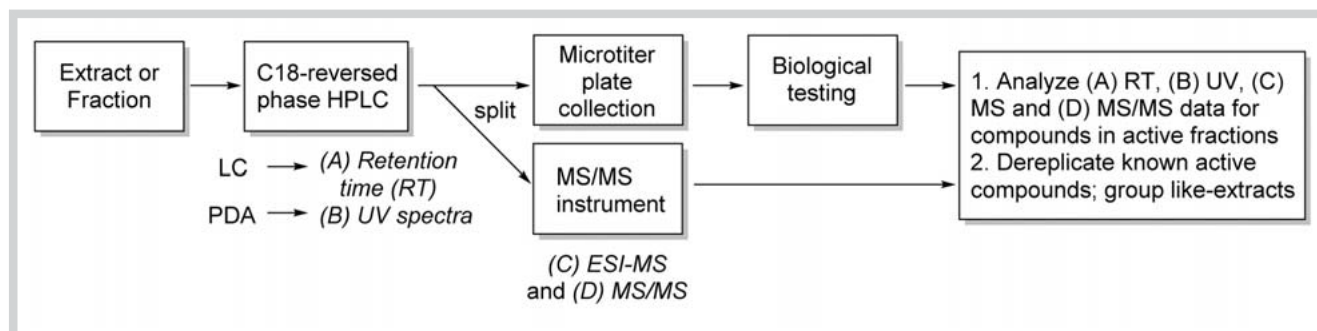 Extract or
Fraction
C18-reversed
phase HPLC
LC
(A) Retention
time (RT)
PDA
(B) UV spectra
split
Microtiter
plate
collection
MS/MS
instrument
(C) ESI-MS
and (D) MS/MS
Biological
testing
1. Analyze (A) RT, (B) UV, (C)
MS and (D) MS/MS data for
compounds in active fractions
2. Dereplicate known active
compounds; group like-extracts